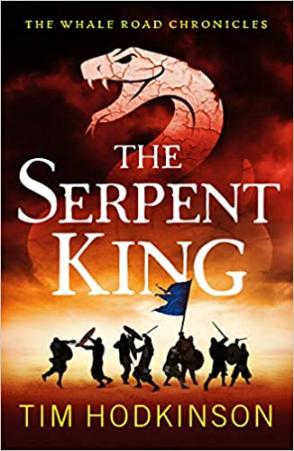 THE WHALE ROAD CHRONICLES
THE
SERPENT
KING
TIM HODKINSON